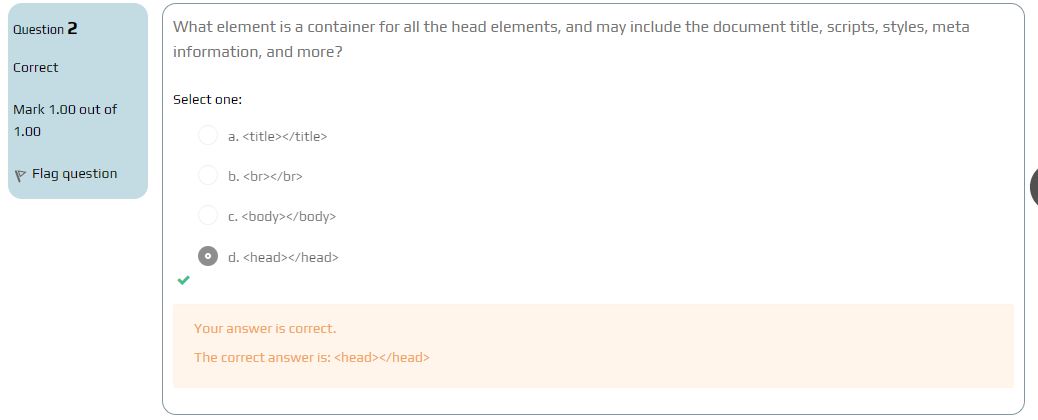 Question 2
Correct
Mark 1.00 out of
1.00
Flag question
What element is a container for all the head elements, and may include the document title, scripts, styles, meta
information, and more?
Select one:
a. <title></title>
b. <br></br>
c. <body></body>
d. <head></head>
Your answer is correct.
The correct answer is: <head></head>